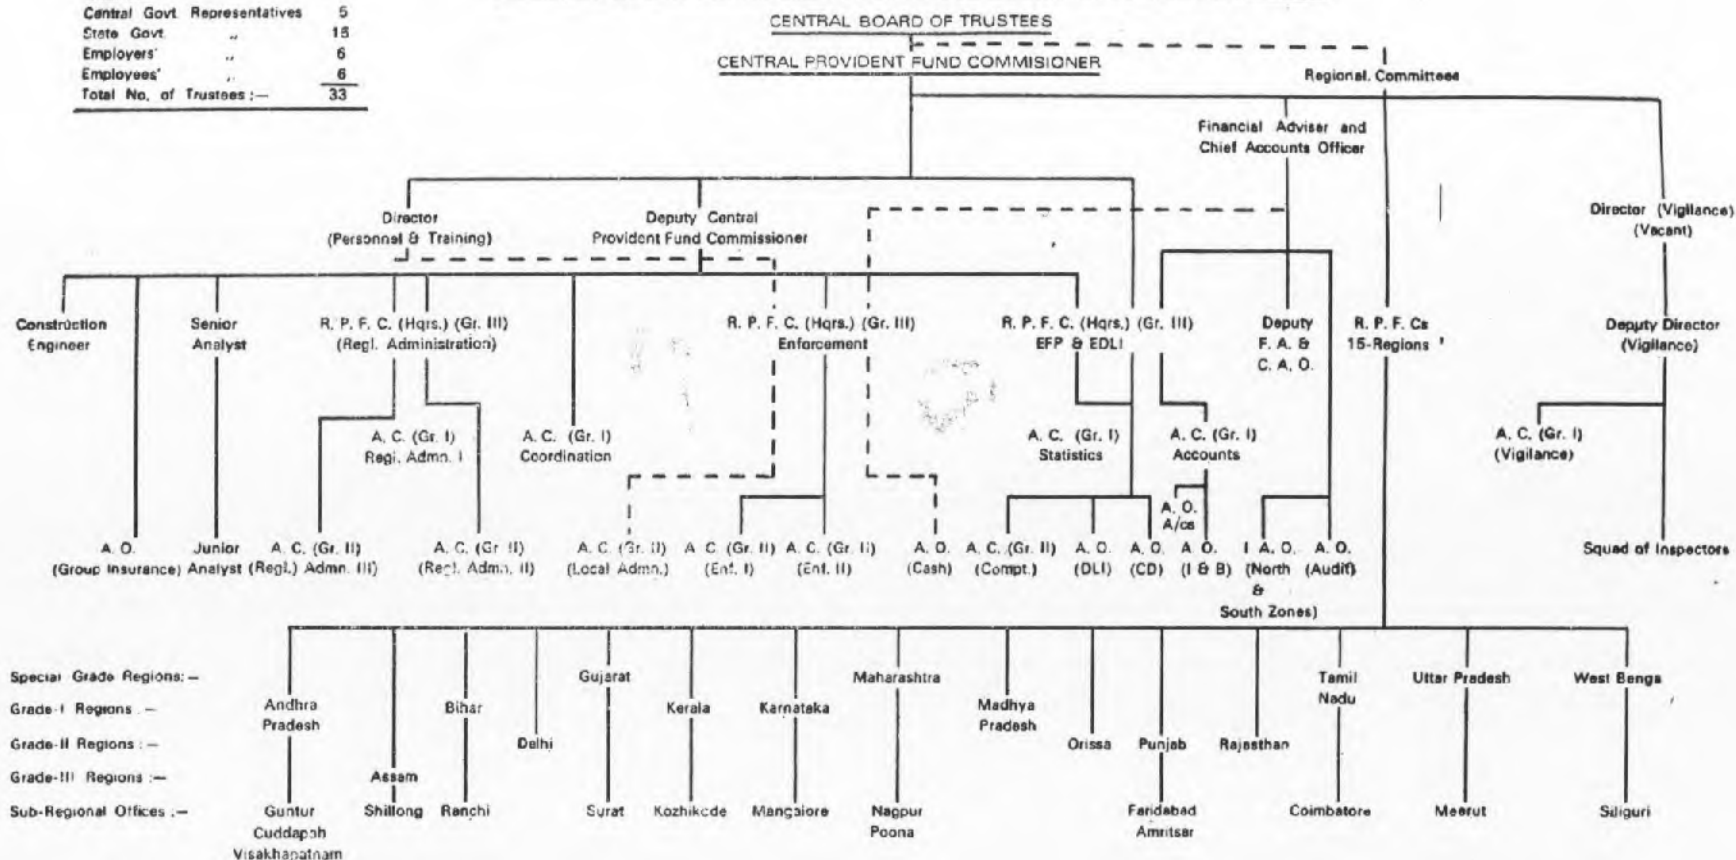 Central Govt. Representatives 5
State Govt. ,, 16
Employers' ,, 6
Employees' ,, 6
Total No. of Trustees :— 33
CENTRAL BOARD OF TRUSTEES
CENTRAL PROVIDENT FUND COMMISIONER
Regional. Committees
Financial Adviser and
Chief Accounts Officer
Director
(Personnel & Training)
Deputy Central
Provident Fund Commissioner
Director (Vigilance)
(Vacant)
Construction
Engineer
Senior
Analyst
R. P. F. C. (Hqrs.) (Gr. III)
(Regl. Administration)
R. P. F. C. (Hqrs.) (Gr. III)
Enforcement
R. P. F. C. (Hqrs.) (Gr. III)
EFP & EDLI
Deputy
F. A. &
C. A. O.
R. P. F. Cs
15-Regions
Deputy Director
(Vigilance)
A. C. (Gr. I)
Regl. Admn. I
A. C. (Gr. I)
Coordination
A. C. (Gr. I)
Statistics
A. C. (Gr. I)
Accounts
A. C. (Gr. I)
(Vigilance)
A. O.
A/cs
A. O.
(Group Insurance)
Junior
Analyst
A. C. (Gr. II)
(Regl.) Admn. III)
A. C. (Gr. II)
(Regl. Admn. II)
A. C. (Gr. II)
(Local Admn.)
A. C. (Gr. II)
(Enf. I)
A. C. (Gr. II)
(Enf. II)
A. O.
(Cash)
A. C. (Gr. II)
(Compt.)
A. O.
(DLI)
A. O.
(CD)
A. O.
(I & B)
I A. O.
(North
&
South Zones)
A. O.
(Audit)
Squad of Inspectors
Special Grade Regions:— Gujarat Maharashtra Tamil Nadu Uttar Pradesh West Benga
Grade-I Regions :— Andhra Pradesh Bihar Kerala Karnataka Madhya Pradesh
Grade-II Regions :— Delhi Orissa Punjab Rajasthan
Grade-III Regions :— Assam
Sub-Regional Offices :— Guntur Shillong Ranchi Surat Kozhikode Mangalore Nagpur Faridabad Coimbatore Meerut Siliguri
Cuddapah Poona Amritsar
Visakhapatnam